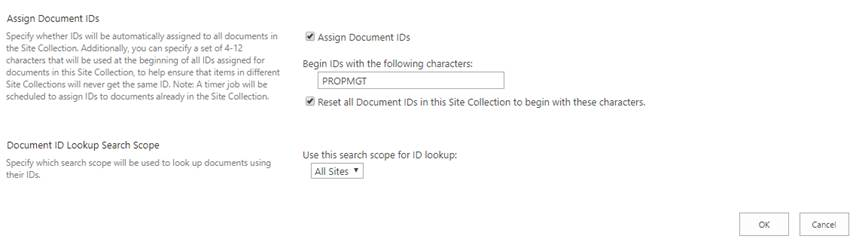 Assign Document IDs
Specify whether IDs will be automatically assigned to all documents in
the Site Collection. Additionally, you can specify a set of 4-12
characters that will be used at the beginning of all IDs assigned for
documents in this Site Collection, to help ensure that items in different
Site Collections will never get the same ID. Note: A timer job will be
scheduled to assign IDs to documents already in the Site Collection.
Assign Document IDs
Begin IDs with the following characters:
PROPMGT
Reset all Document IDs in this Site Collection to begin with these characters.
Document ID Lookup Search Scope
Specify which search scope will be used to look up documents using
their IDs.
Use this search scope for ID lookup:
All Sites
OK
Cancel